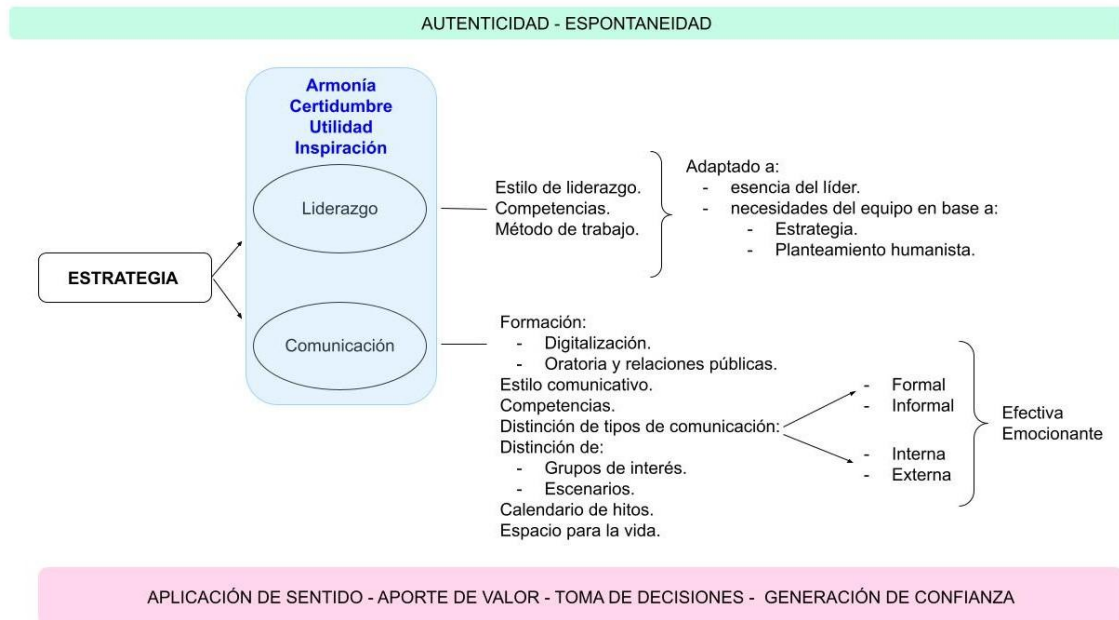 AUTENTICIDAD - ESPONTANEIDAD
Armonía
Certidumbre
Utilidad
Inspiración
Liderazgo
Estilo de liderazgo.
Competencias.
Método de trabajo.
Adaptado a:
- esencia del líder.
- necesidades del equipo en base a:
- Estrategia.
- Planteamiento humanista.
ESTRATEGIA
Comunicación
Formación:
- Digitalización.
- Oratoria y relaciones públicas.
Estilo comunicativo.
Competencias.
Distinción de tipos de comunicación:
Distinción de:
- Grupos de interés.
- Escenarios.
Calendario de hitos.
Espacio para la vida.
- Formal
- Informal
- Interna
- Externa
Efectiva
Emocionante
APLICACIÓN DE SENTIDO - APORTE DE VALOR - TOMA DE DECISIONES - GENERACIÓN DE CONFIANZA